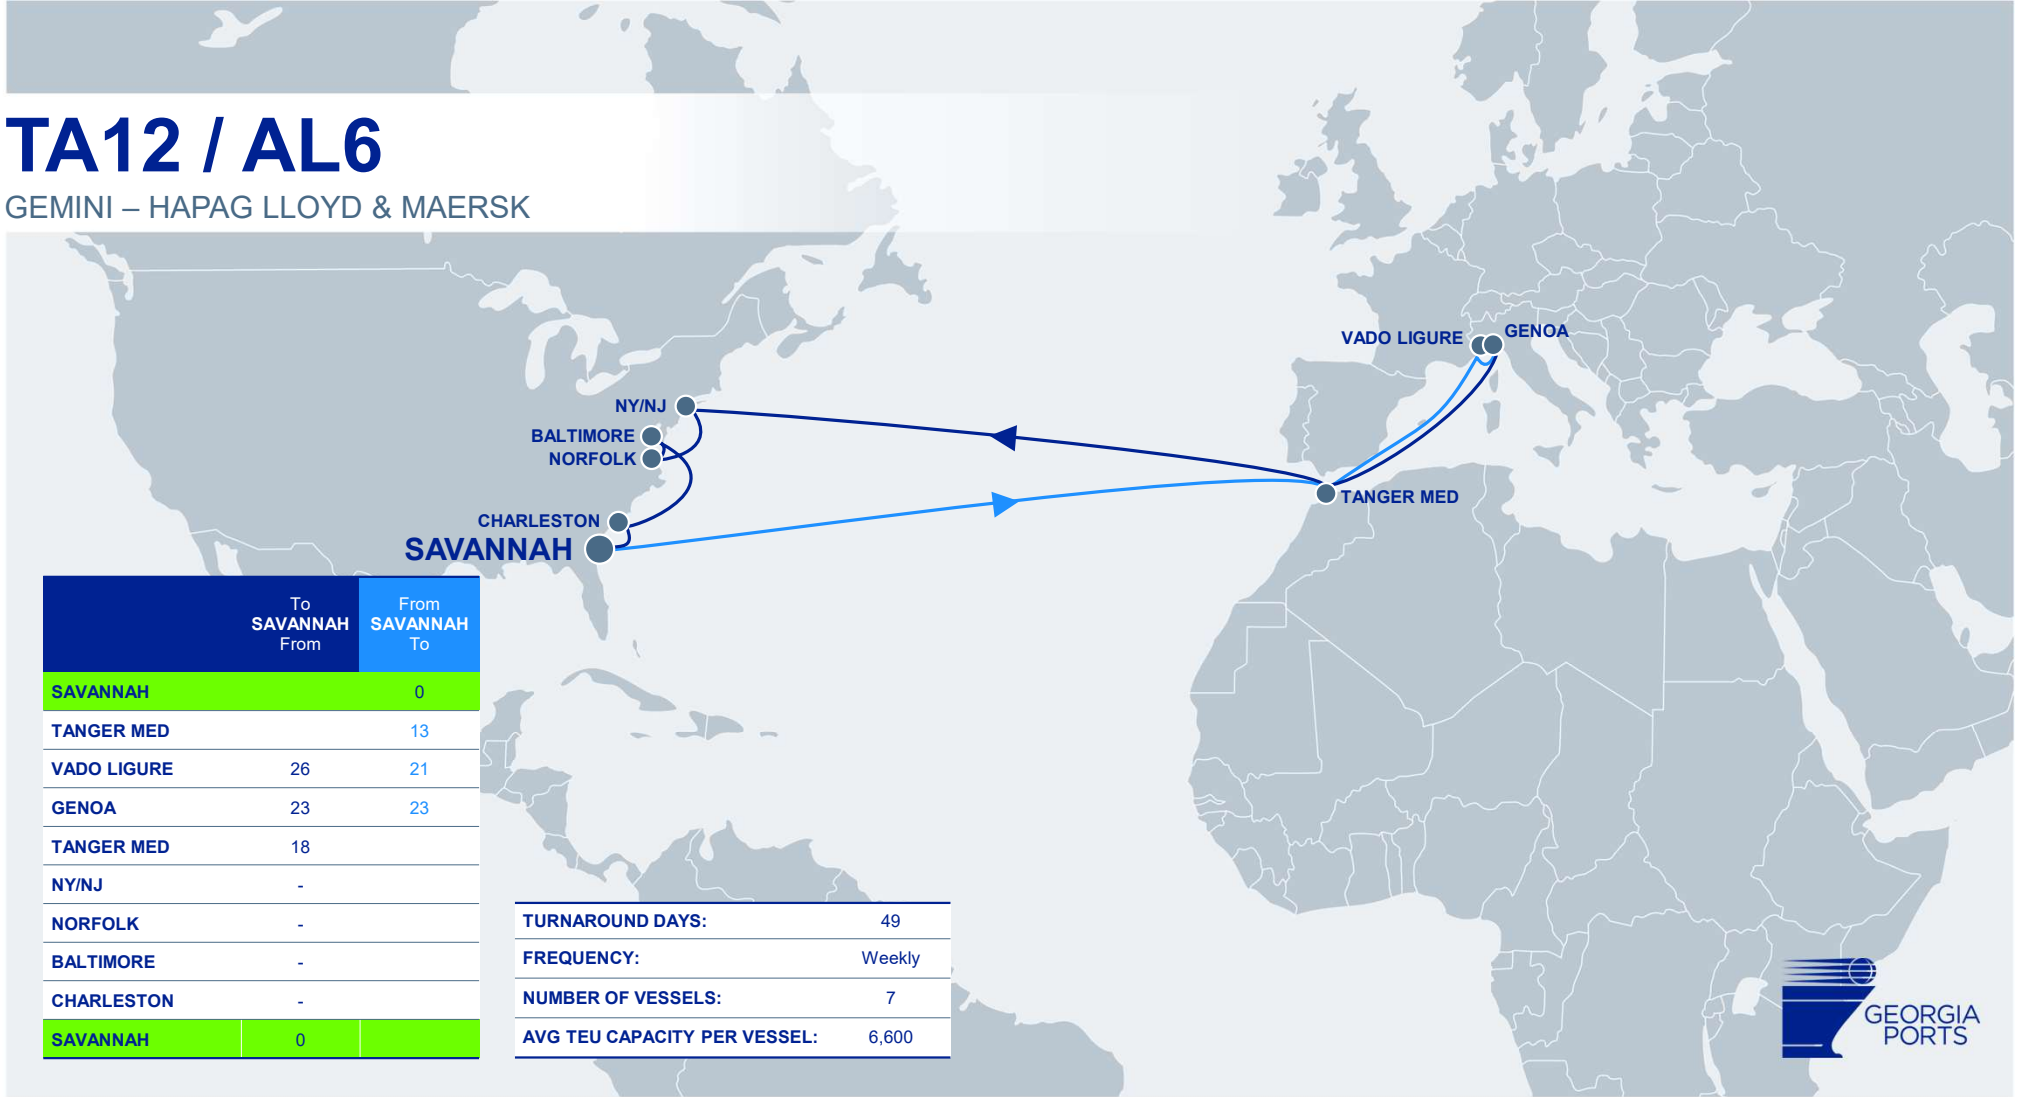 TA12 / AL6
GEMINI – HAPAG LLOYD & MAERSK
VADO LIGURE
GENOA
NY/NJ
BALTIMORE
NORFOLK
TANGER MED
CHARLESTON
SAVANNAH
To SAVANNAH From
From SAVANNAH To
SAVANNAH 0
TANGER MED 13
VADO LIGURE 26 21
GENOA 23 23
TANGER MED 18
NY/NJ -
NORFOLK -
BALTIMORE -
CHARLESTON -
SAVANNAH 0
TURNAROUND DAYS: 49
FREQUENCY: Weekly
NUMBER OF VESSELS: 7
AVG TEU CAPACITY PER VESSEL: 6,600
GEORGIA
PORTS